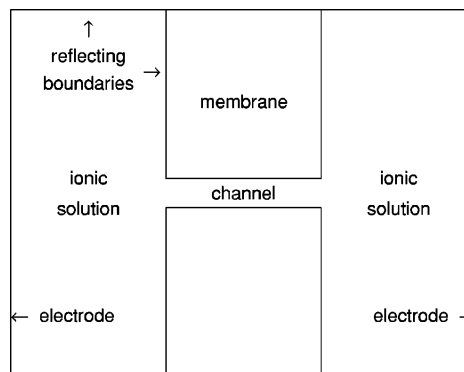 ↑
reflecting →
boundaries
membrane
ionic
solution
channel
ionic
solution
← electrode
electrode →